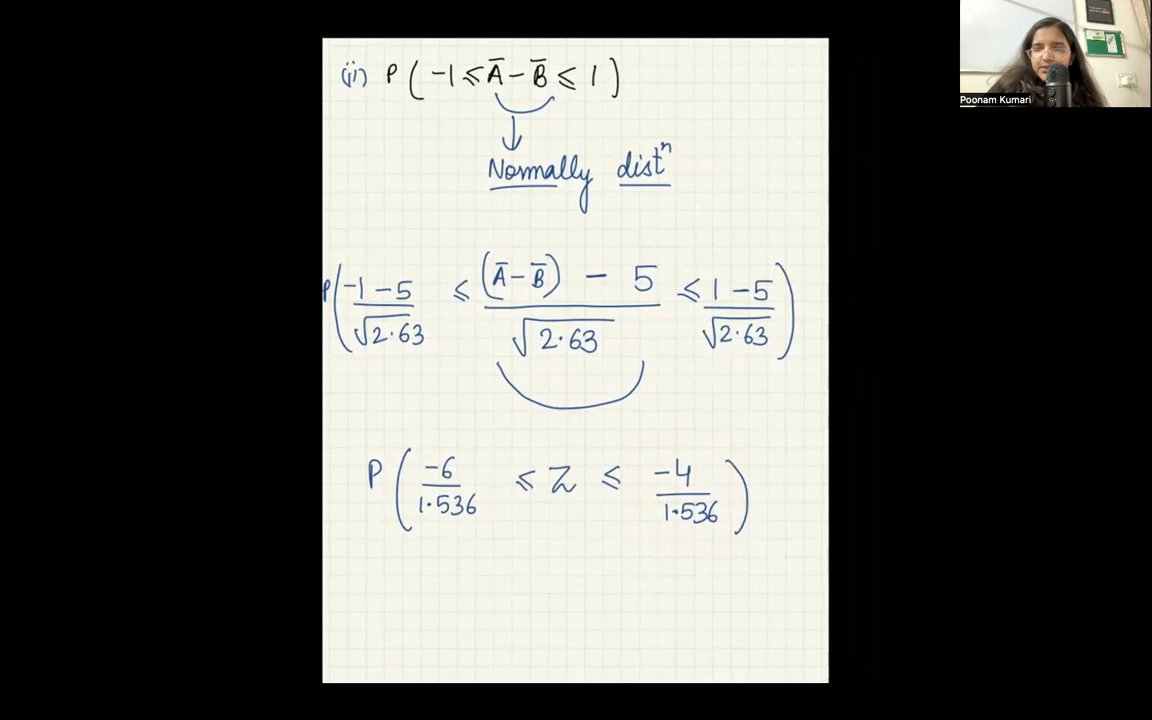 (ii) P ( -1 ≤ A̅ - B̅ ≤ 1 )
Normally distⁿ
P ( (-1-5)/√2.63 ≤ ((A̅ - B̅) - 5)/√2.63 ≤ (1-5)/√2.63 )
P ( -6/1.536 ≤ Z ≤ -4/1.536 )
Poonam Kumari